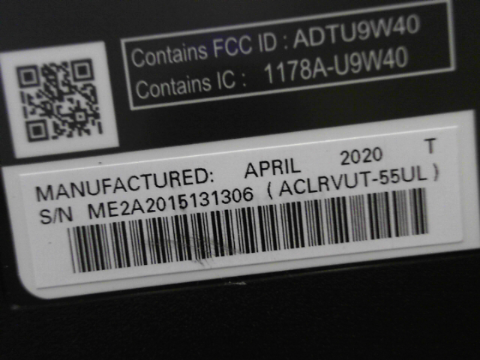 Contains FCC ID : ADTU9W40
Contains IC : 1178A-U9W40
MANUFACTURED: APRIL 2020 T
S/N ME2A2015131306 (ACLRVUT-55UL)